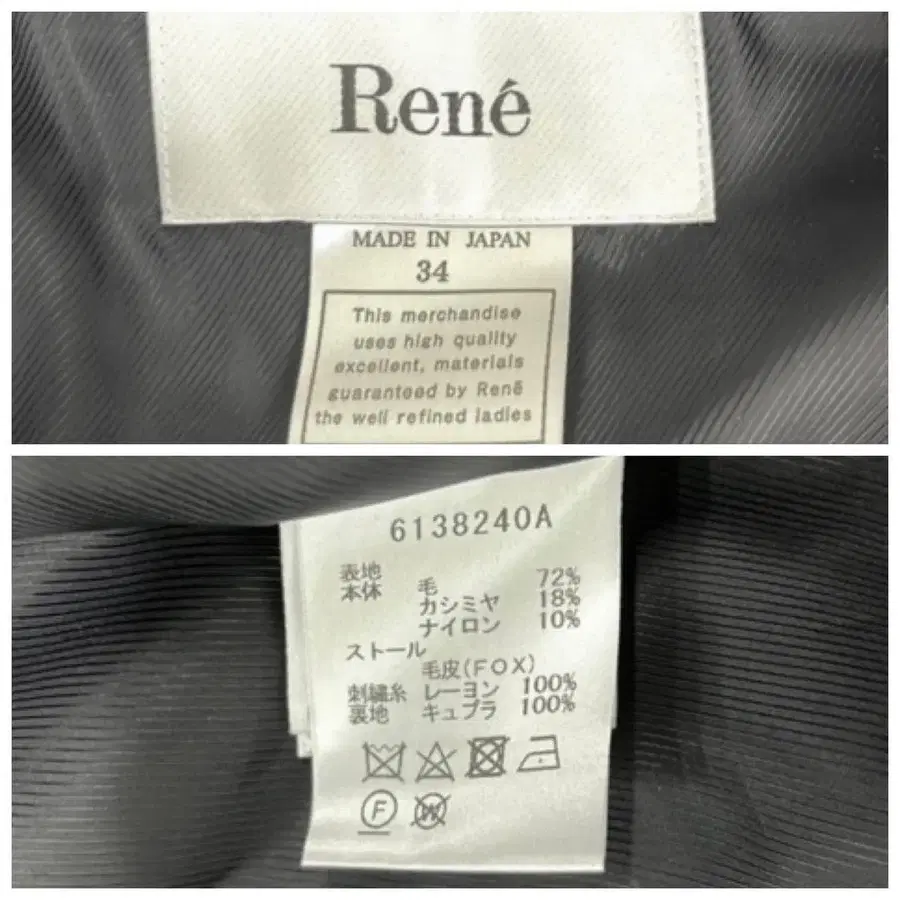 René
MADE IN JAPAN
34
This merchandise
uses high quality
excellent, materials
guaranteed by René
the well refined ladies
6138240A
表地
本体 毛 72%
カシミヤ 18%
ナイロン 10%
ストール
毛皮(FOX)
刺繍糸 レーヨン 100%
裏地 キュプラ 100%
F W